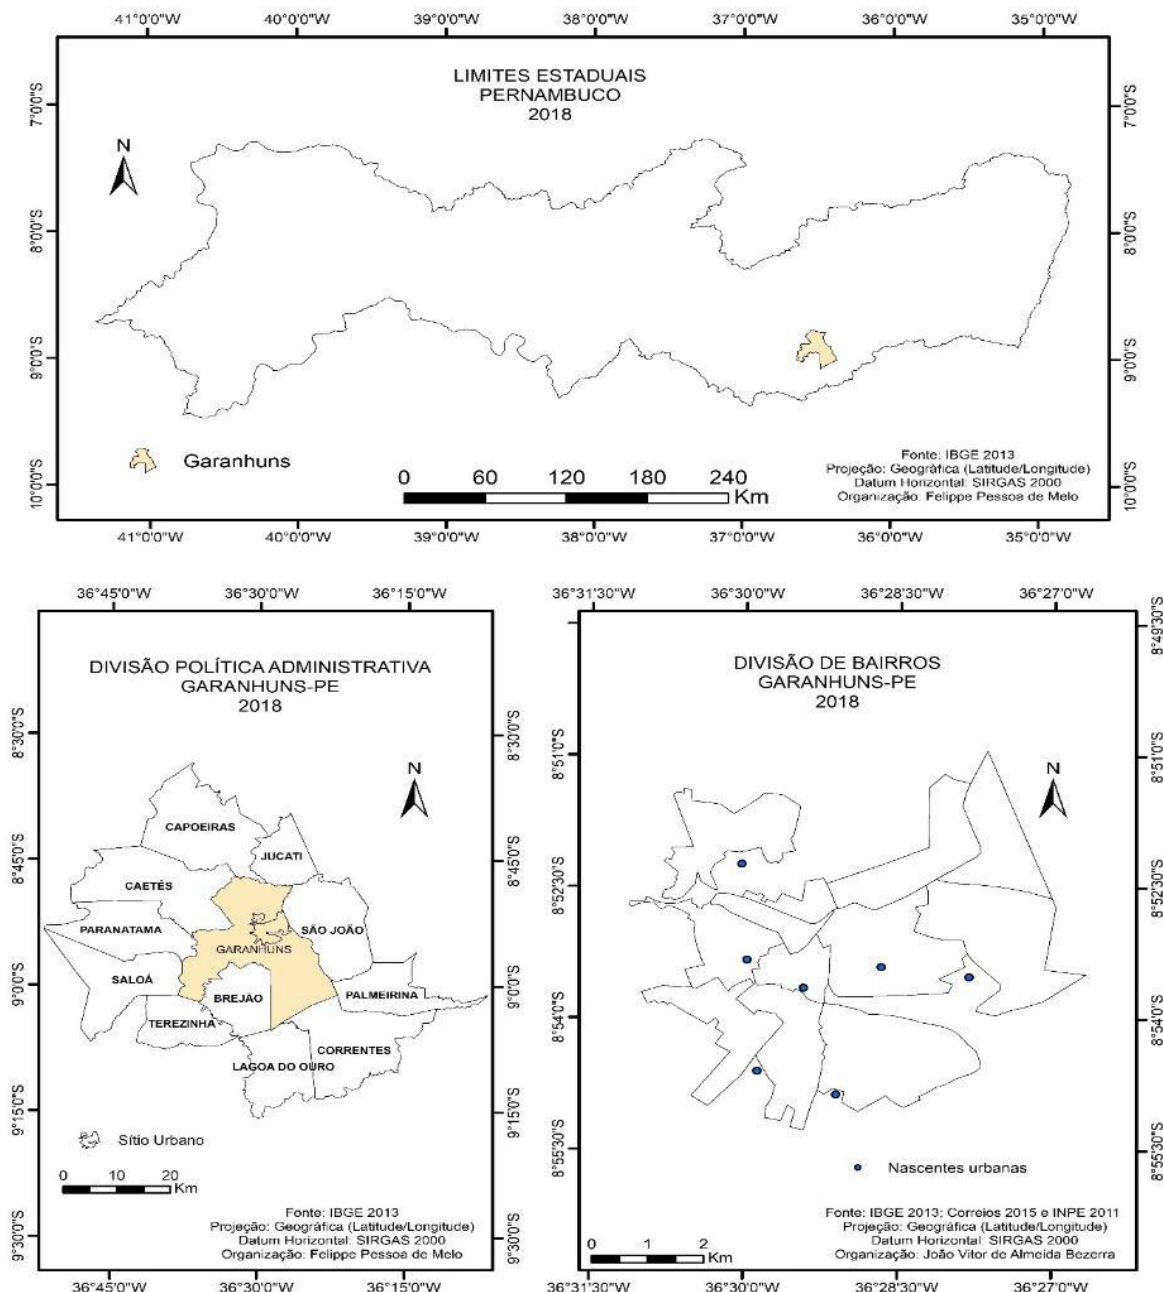 41°0'0"W 40°0'0"W 39°0'0"W 38°0'0"W 37°0'0"W 36°0'0"W 35°0'0"W
LIMITES ESTADUAIS
PERNAMBUCO
2018
N
7°0'0"S 7°0'0"S
8°0'0"S 8°0'0"S
9°0'0"S 9°0'0"S
10°0'0"S 10°0'0"S
Garanhuns
0 60 120 180 240
Km
Fonte: IBGE 2013
Projeção: Geográfica (Latitude/Longitude)
Datum Horizontal: SIRGAS 2000
Organização: Felippe Pessoa de Melo
41°0'0"W 40°0'0"W 39°0'0"W 38°0'0"W 37°0'0"W 36°0'0"W 35°0'0"W
36°45'0"W 36°30'0"W 36°15'0"W
DIVISÃO POLÍTICA ADMINISTRATIVA
GARANHUNS-PE
2018
N
8°30'0"S 8°30'0"S
8°45'0"S 8°45'0"S
9°0'0"S 9°0'0"S
9°15'0"S 9°15'0"S
9°30'0"S 9°30'0"S
CAPOEIRAS
JUCATI
CAETÉS
PARANATAMA
SÃO JOÃO
GARANHUNS
SALOÁ
BREJÃO
PALMEIRINA
TEREZINHA
CORRENTES
LAGOA DO OURO
Sítio Urbano
0 10 20
Km
Fonte: IBGE 2013
Projeção: Geográfica (Latitude/Longitude)
Datum Horizontal: SIRGAS 2000
Organização: Felippe Pessoa de Melo
36°45'0"W 36°30'0"W 36°15'0"W
36°31'30"W 36°30'0"W 36°28'30"W 36°27'0"W
DIVISÃO DE BAIRROS
GARANHUNS-PE
2018
N
8°49'30"S
8°51'0"S 8°51'0"S
8°52'30"S 8°52'30"S
8°54'0"S 8°54'0"S
8°55'30"S 8°55'30"S
Nascentes urbanas
0 1 2
Km
Fonte: IBGE 2013; Correios 2015 e INPE 2011
Projeção: Geográfica (Latitude/Longitude)
Datum Horizontal: SIRGAS 2000
Organização: João Vitor de Almeida Bezerra
36°31'30"W 36°30'0"W 36°28'30"W 36°27'0"W